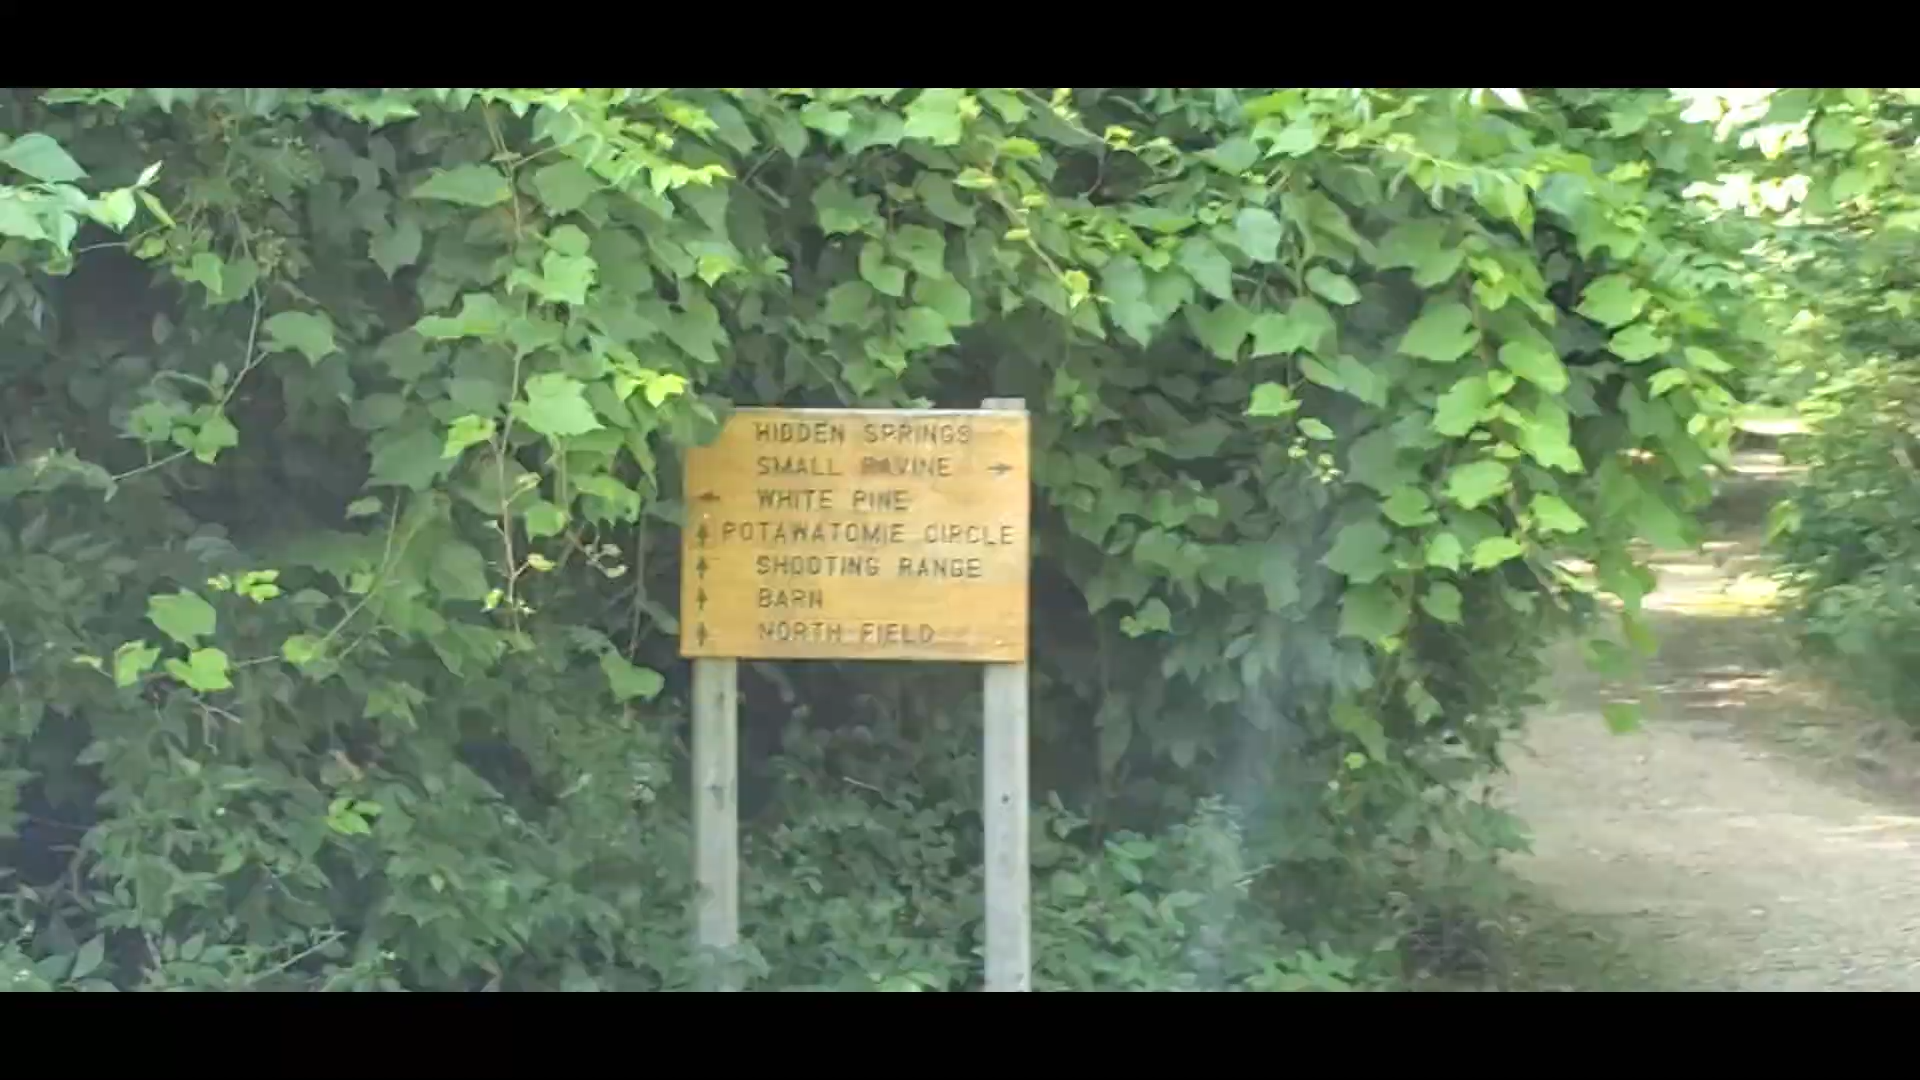 HIDDEN SPRINGS
SMALL RAVINE →
← WHITE PINE
↑ POTAWATOMIE CIRCLE
↑ SHOOTING RANGE
↑ BARN
↑ NORTH FIELD